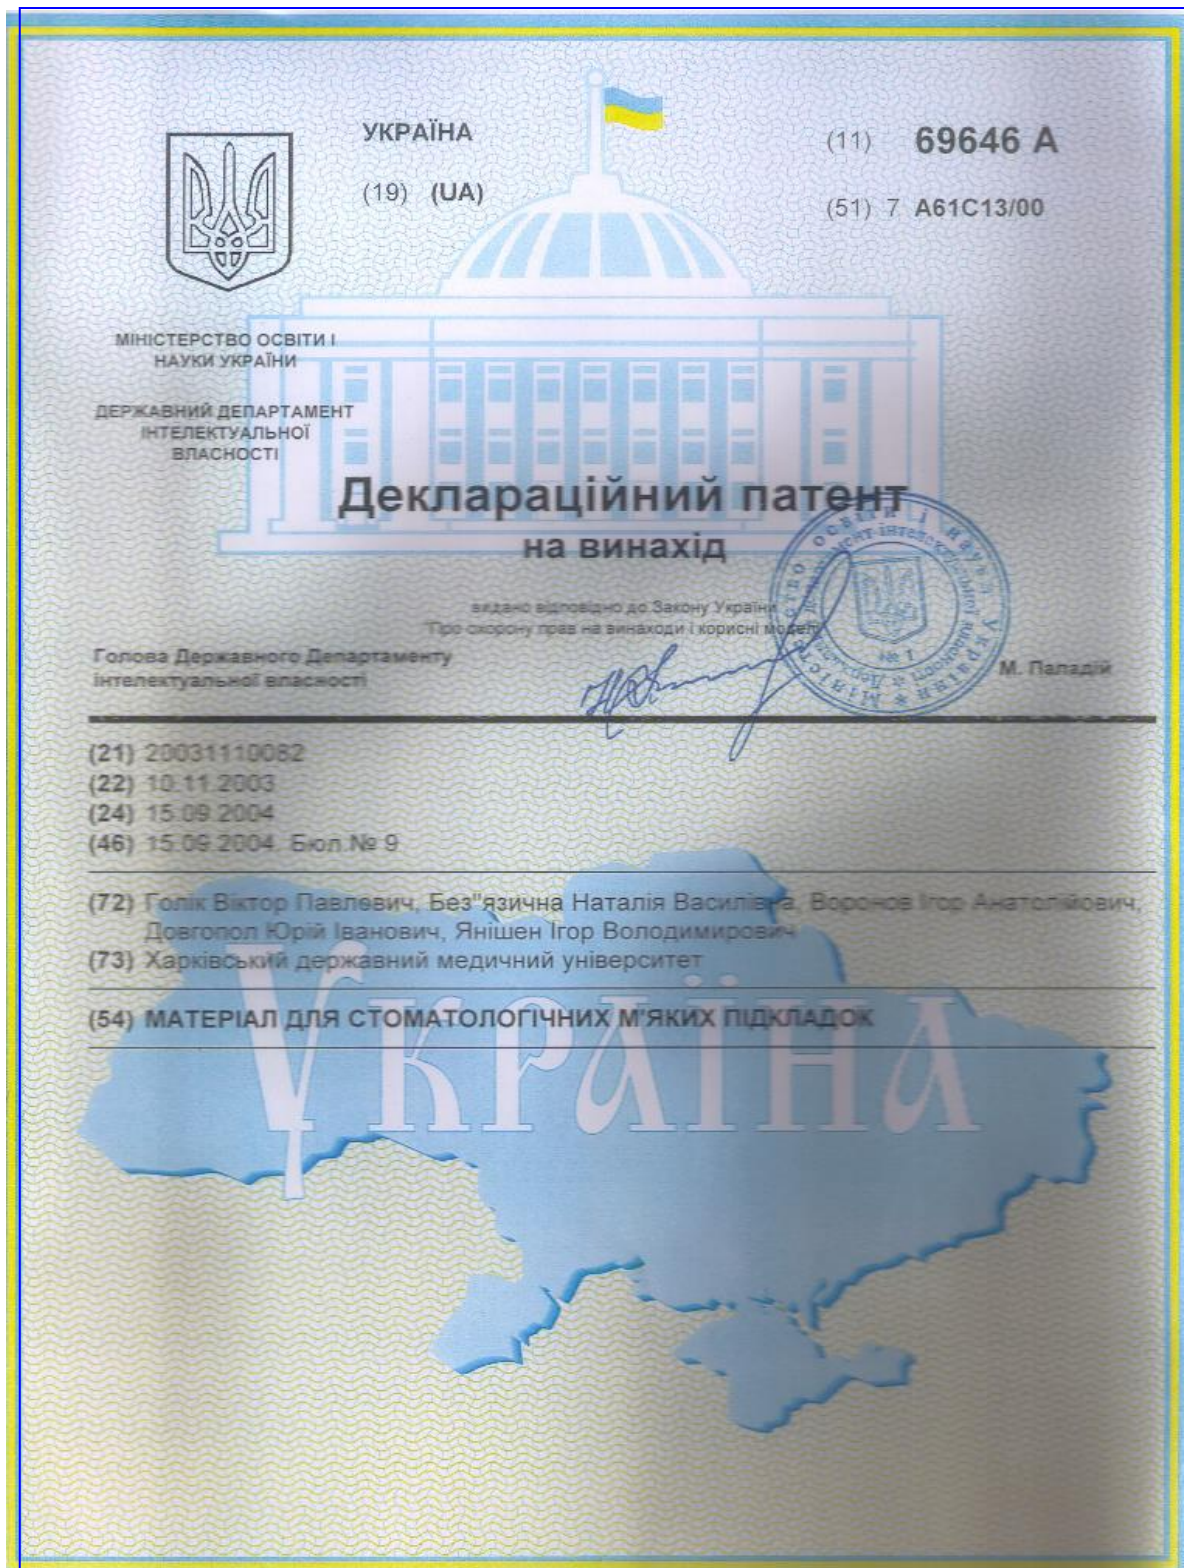 УКРАЇНА
(19) (UA)
(11) 69646 A
(51) 7 A61C13/00
МІНІСТЕРСТВО ОСВІТИ І
НАУКИ УКРАЇНИ
ДЕРЖАВНИЙ ДЕПАРТАМЕНТ
ІНТЕЛЕКТУАЛЬНОЇ
ВЛАСНОСТІ
Деклараційний патент
на винахід
видано відповідно до Закону України
"Про охорону прав на винаходи і корисні моделі"
Голова Державного Департаменту
інтелектуальної власності
М. Паладій
(21) 20031110082
(22) 10.11.2003
(24) 15.09.2004
(46) 15.09.2004. Бюл.№ 9
(72) Голік Віктор Павлевич, Без"язична Наталія Василівна, Воронов Ігор Анатолійович,
Довгопол Юрій Іванович, Янішен Ігор Володимирович
(73) Харківський державний медичний університет
(54) МАТЕРІАЛ ДЛЯ СТОМАТОЛОГІЧНИХ М'ЯКИХ ПІДКЛАДОК
УКРАЇНА